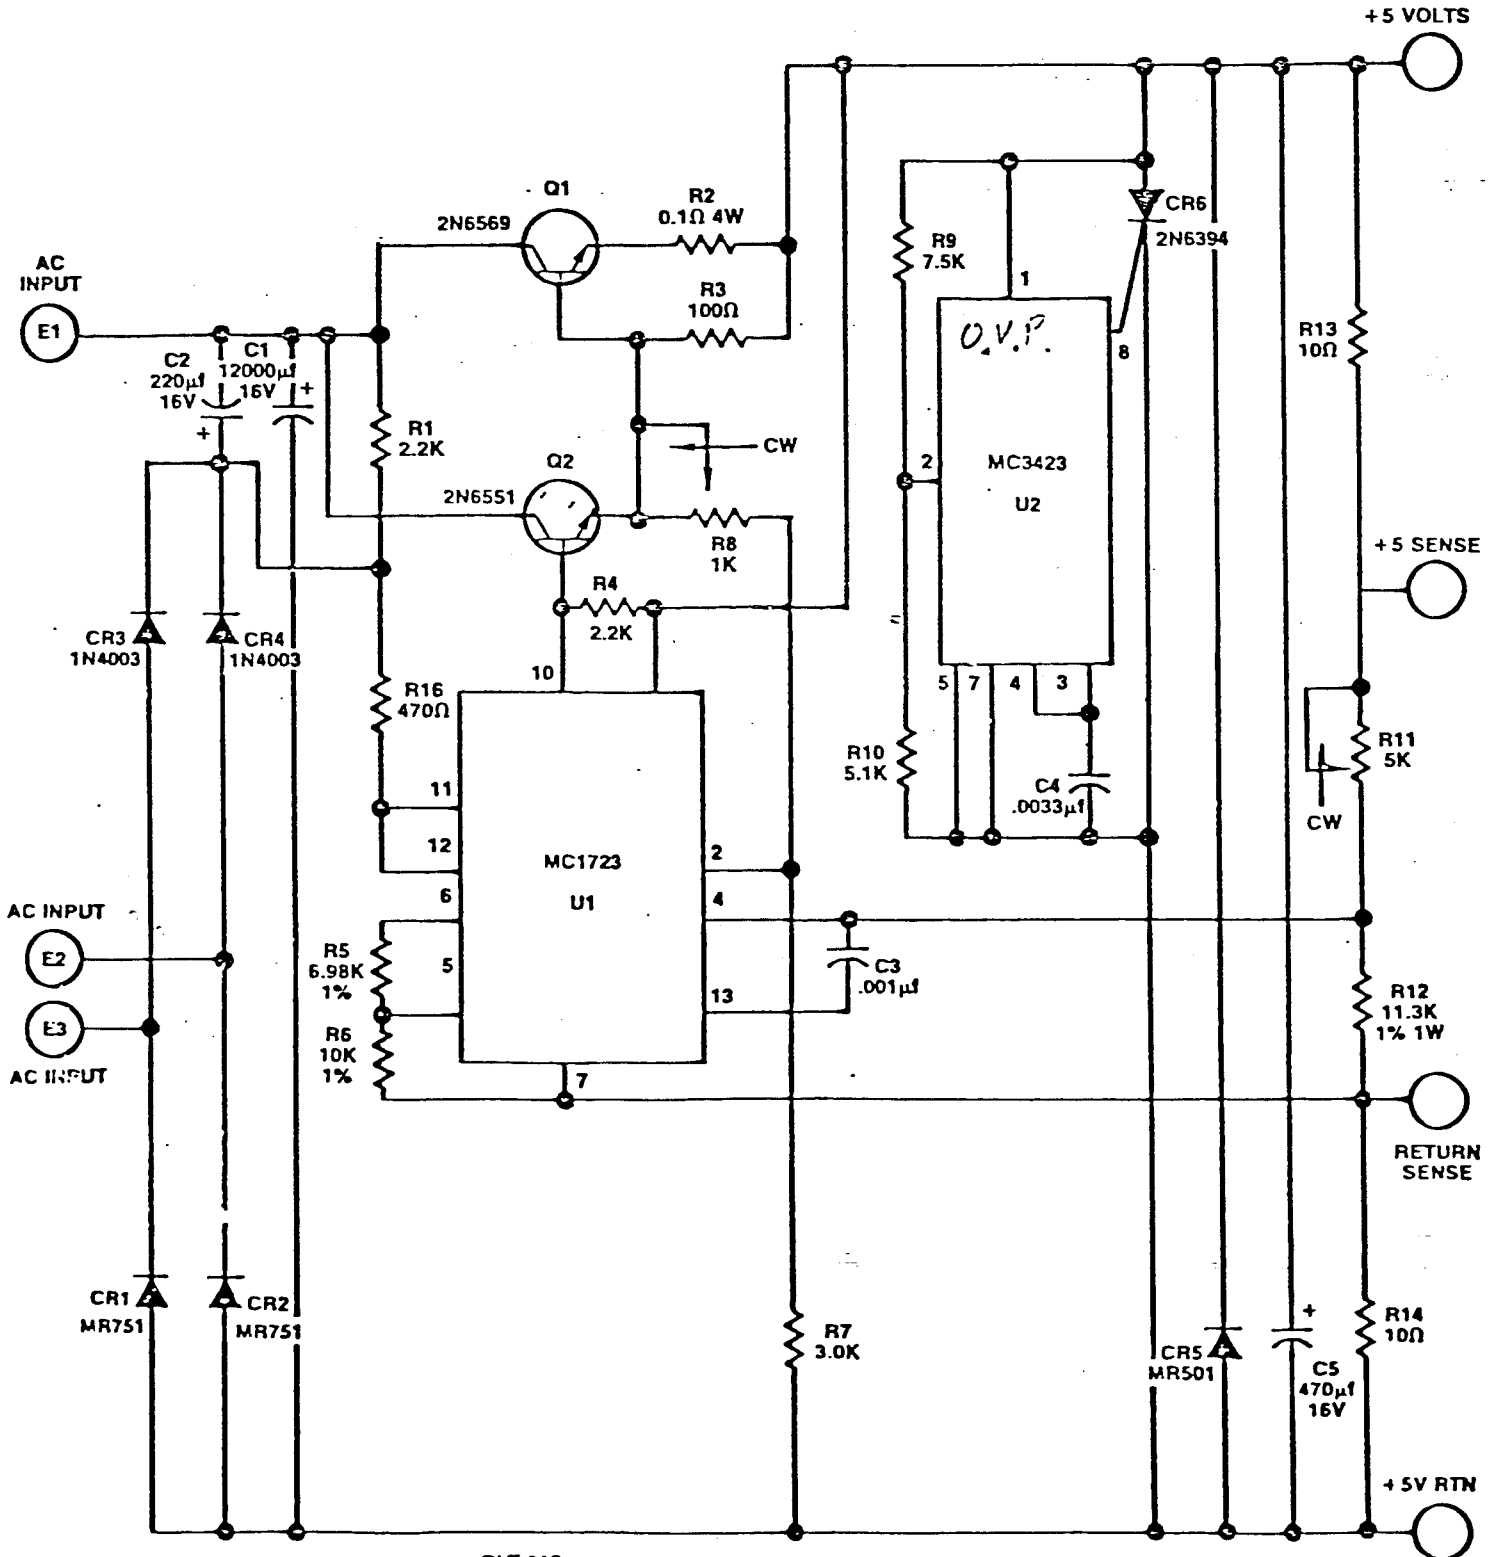 +5 VOLTS
Q1
2N6569
R2
0.1Ω 4W
R3
100Ω
CR6
2N6394
R9
7.5K
1
AC
INPUT
E1
C2
220µf
16V
+
C1
12000µf
16V
+
R1
2.2K
O.V.P.
8
R13
10Ω
CW
Q2
2N6551
R8
1K
2
MC3423
U2
+5 SENSE
R4
2.2K
CR3
1N4003
CR4
1N4003
10
R16
470Ω
5
7
4
3
R10
5.1K
C4
.0033µf
R11
5K
CW
11
12
MC1723
U1
2
6
4
AC INPUT
E2
R5
6.98K
1%
5
C3
.001µf
13
E3
AC INPUT
R6
10K
1%
7
R12
11.3K
1% 1W
RETURN
SENSE
CR1
MR751
CR2
MR751
R7
3.0K
CR5
MR501
+
C5
470µf
16V
R14
10Ω
+5V RTN